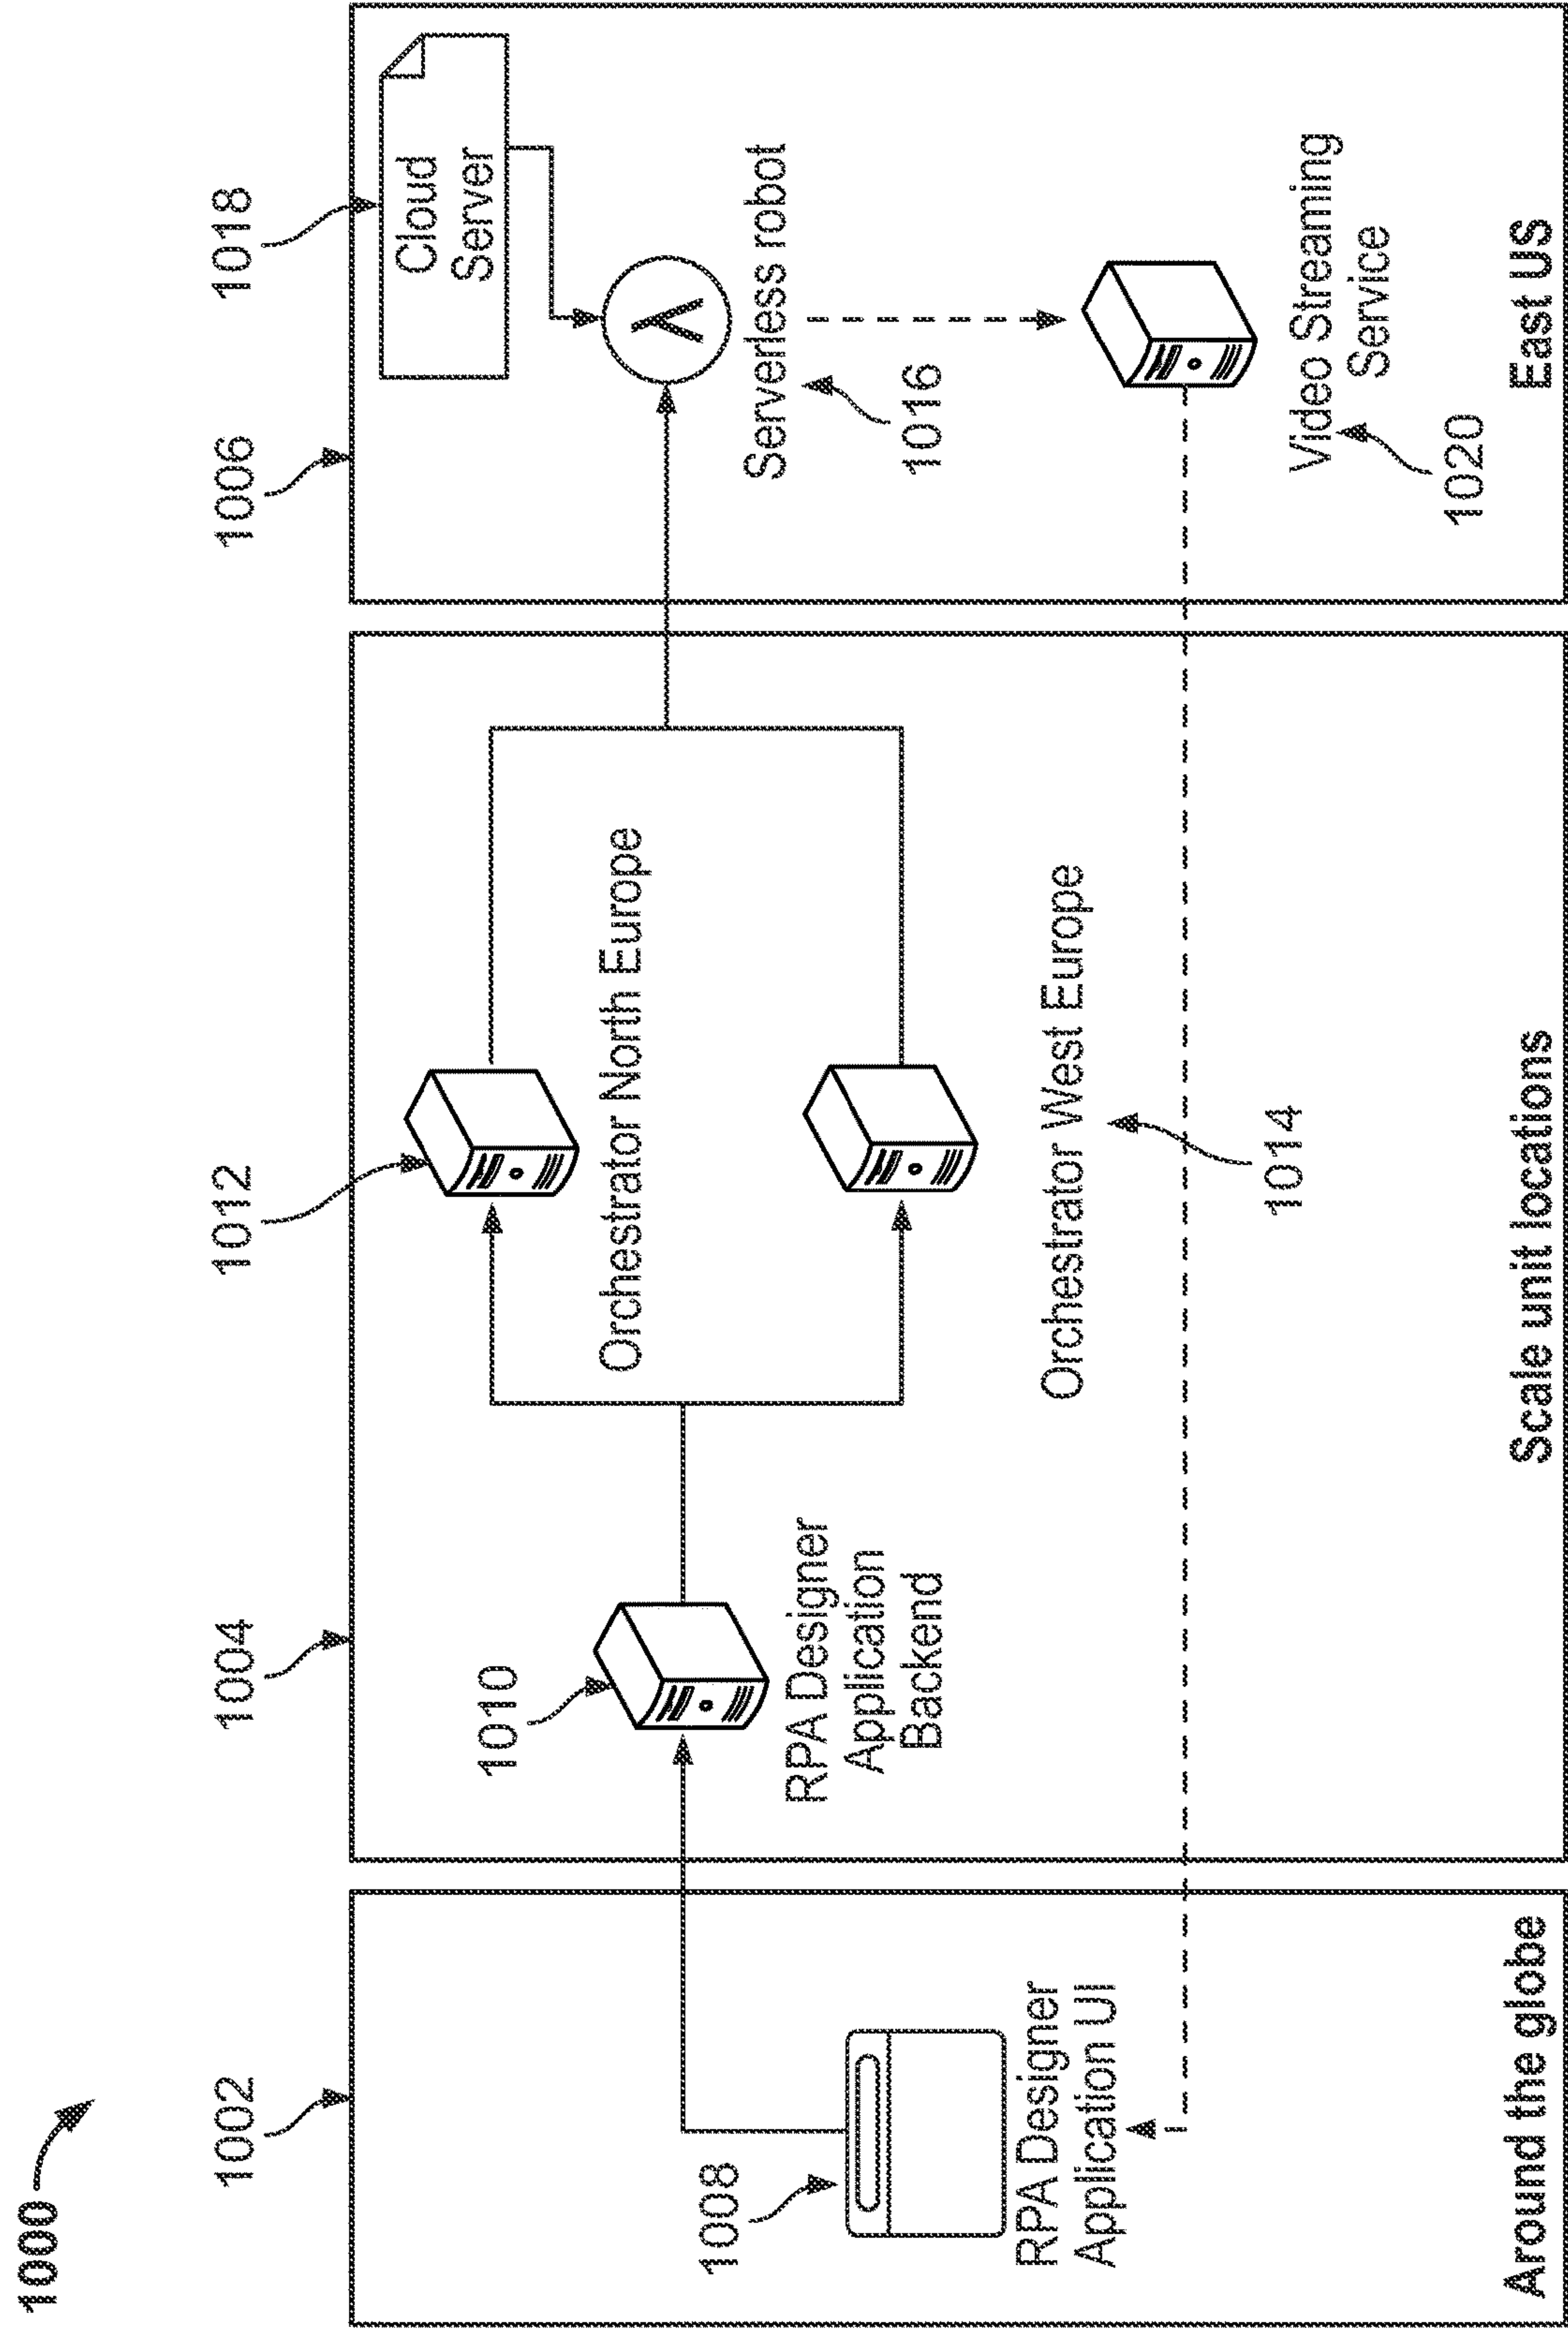 1000
1002
1004
1006
1008
RPA Designer
Application UI
Around the globe
1010
RPA Designer
Application
Backend
1012
Orchestrator North Europe
Orchestrator West Europe
1014
Scale unit locations
1018
Cloud
Server
Serverless robot
1016
Video Streaming
Service
1020
East US